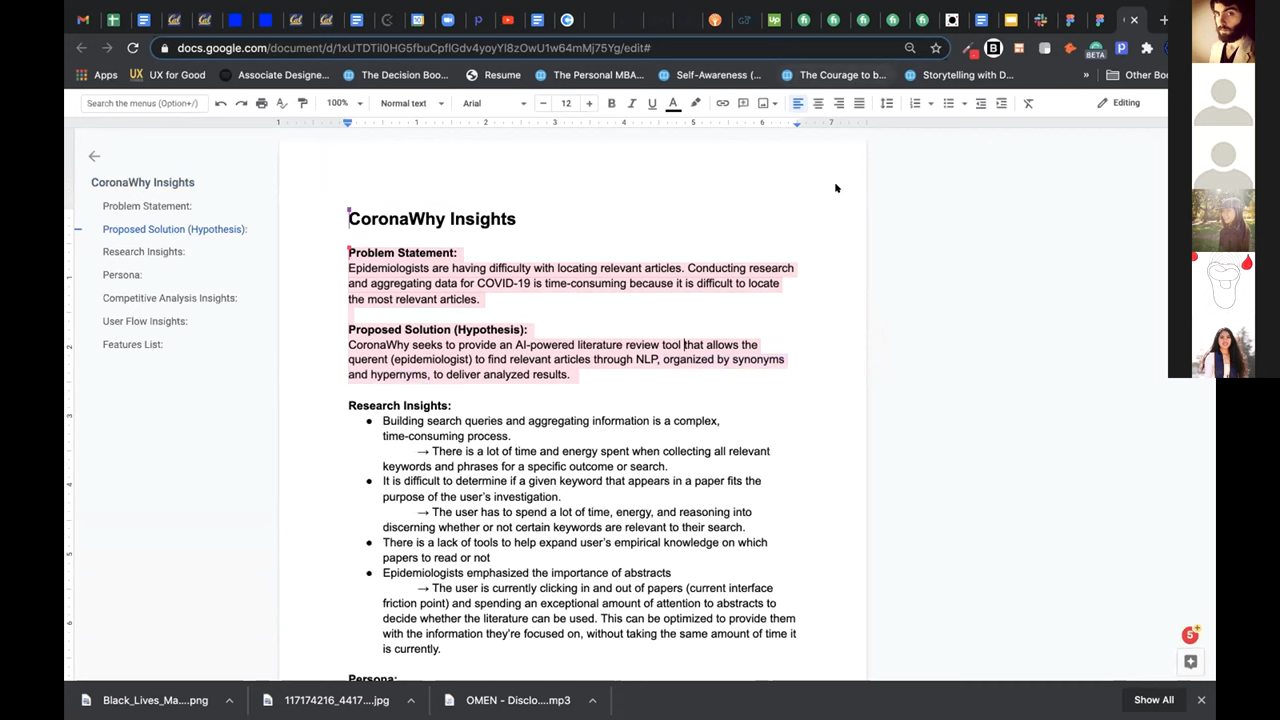 docs.google.com/document/d/1xUTDTiI0HG5fbuCpfIGdv4yoyYI8zOwU1w64mMj75Yg/edit#
Apps
UX for Good
Associate Designe...
The Decision Boo...
Resume
The Personal MBA...
Self-Awareness (...
The Courage to b...
Storytelling with D...
»
Other Bo
BETA
Search the menus (Option+/)
100%
Normal text
Arial
12
Editing
1 1 2 3 4 5 6 7
CoronaWhy Insights
Problem Statement:
Proposed Solution (Hypothesis):
Research Insights:
Persona:
Competitive Analysis Insights:
User Flow Insights:
Features List:
CoronaWhy Insights
Problem Statement:
Epidemiologists are having difficulty with locating relevant articles. Conducting research
and aggregating data for COVID-19 is time-consuming because it is difficult to locate
the most relevant articles.
Proposed Solution (Hypothesis):
CoronaWhy seeks to provide an AI-powered literature review tool that allows the
querent (epidemiologist) to find relevant articles through NLP, organized by synonyms
and hypernyms, to deliver analyzed results.
Research Insights:
● Building search queries and aggregating information is a complex,
time-consuming process.
→ There is a lot of time and energy spent when collecting all relevant
keywords and phrases for a specific outcome or search.
● It is difficult to determine if a given keyword that appears in a paper fits the
purpose of the user's investigation.
→ The user has to spend a lot of time, energy, and reasoning into
discerning whether or not certain keywords are relevant to their search.
● There is a lack of tools to help expand user's empirical knowledge on which
papers to read or not
● Epidemiologists emphasized the importance of abstracts
→ The user is currently clicking in and out of papers (current interface
friction point) and spending an exceptional amount of attention to abstracts to
decide whether the literature can be used. This can be optimized to provide them
with the information they're focused on, without taking the same amount of time it
is currently.
Persona:
5
Black_Lives_Ma....png
117174216_4417....jpg
OMEN - Disclo....mp3
Show All